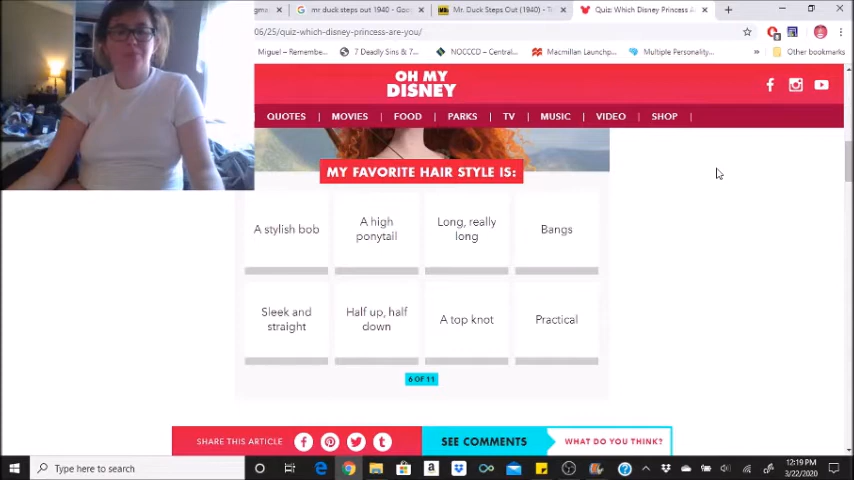 mr duck steps out 1940 - Goo
Mr. Duck Steps Out (1940) - T
Quiz: Which Disney Princess A
06/25/quiz-which-disney-princess-are-you/
Miguel – Remembe...
7 Deadly Sins & 7...
NOCCCD – Central...
Macmillan Launchp...
Multiple Personality...
»
Other bookmarks
OH MY
DISNEY
QUOTES | MOVIES | FOOD | PARKS | TV | MUSIC | VIDEO | SHOP |
MY FAVORITE HAIR STYLE IS:
A stylish bob
A high
ponytail
Long, really
long
Bangs
Sleek and
straight
Half up, half
down
A top knot
Practical
6 OF 11
SHARE THIS ARTICLE
SEE COMMENTS
WHAT DO YOU THINK?
Type here to search
12:19 PM
3/22/2020